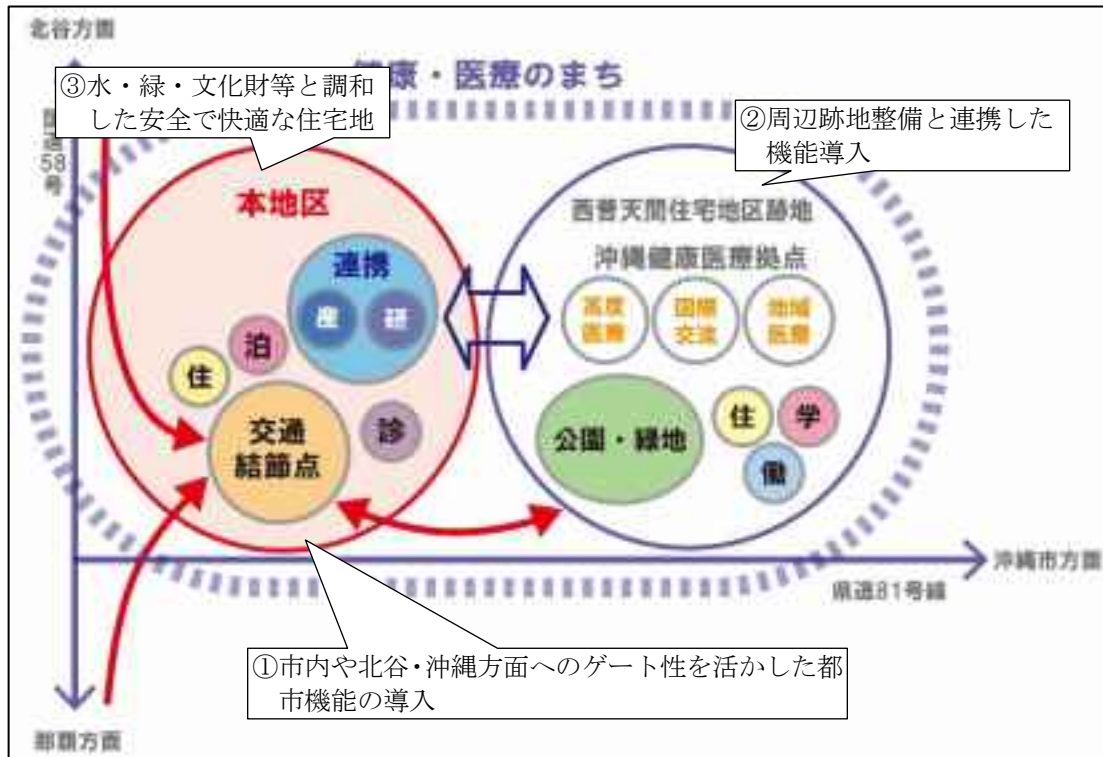 北谷方面
健康・医療のまち
③水・緑・文化財等と調和
した安全で快適な住宅地
国道58号
②周辺跡地整備と連携した
機能導入
本地区
西普天間住宅地区跡地
沖縄健康医療拠点
連携
産
研
高度
医療
国際
交流
地域
医療
泊
住
交通
結節点
診
公園・緑地
住
学
働
沖縄市方面
県道81号線
①市内や北谷・沖縄方面へのゲート性を活かした都
市機能の導入
那覇方面